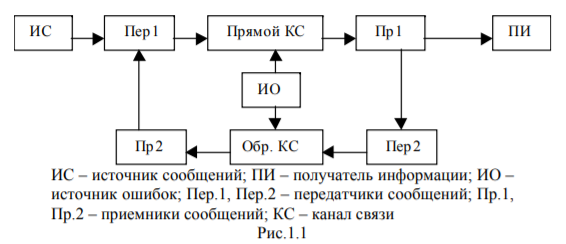 ИС Пер1 Прямой КС Пр1 ПИ
ИО
Пр2 Обр. КС Пер2
ИС – источник сообщений; ПИ – получатель информации; ИО –
источник ошибок; Пер.1, Пер.2 – передатчики сообщений; Пр.1,
Пр.2 – приемники сообщений; КС – канал связи
Рис.1.1